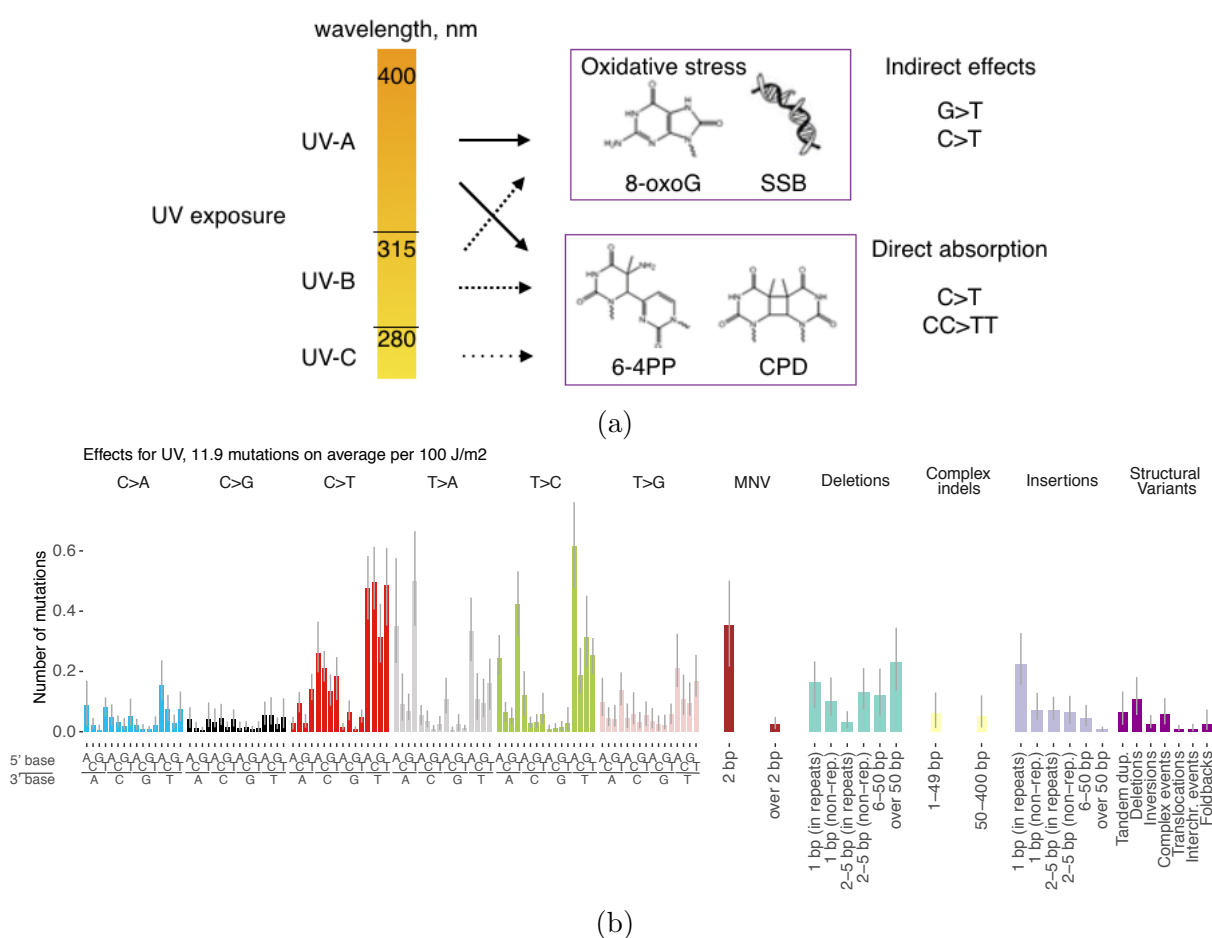 wavelength, nm
400
315
280
UV exposure
UV-A
UV-B
UV-C
Oxidative stress
8-oxoG
SSB
6-4PP
CPD
Indirect effects
G>T
C>T
Direct absorption
C>T
CC>TT
(a)
Effects for UV, 11.9 mutations on average per 100 J/m2
C>A
C>G
C>T
T>A
T>C
T>G
MNV
Deletions
Complex indels
Insertions
Structural Variants
Number of mutations
0.6
0.4
0.2
0.0
5' base
3' base
A C G T A C G T A C G T A C G T A C G T A C G T
2 bp
over 2 bp
1 bp (in repeats)
1 bp (non-rep.)
2-5 bp (in repeats)
2-5 bp (non-rep.)
6-50 bp
over 50 bp
1-49 bp
50-400 bp
1 bp (in repeats)
1 bp (non-rep.)
2-5 bp (in repeats)
2-5 bp (non-rep.)
6-50 bp
over 50 bp
Tandem dup.
Deletions
Inversions
Complex events
Translocations
Interchr. events
Foldbacks
(b)